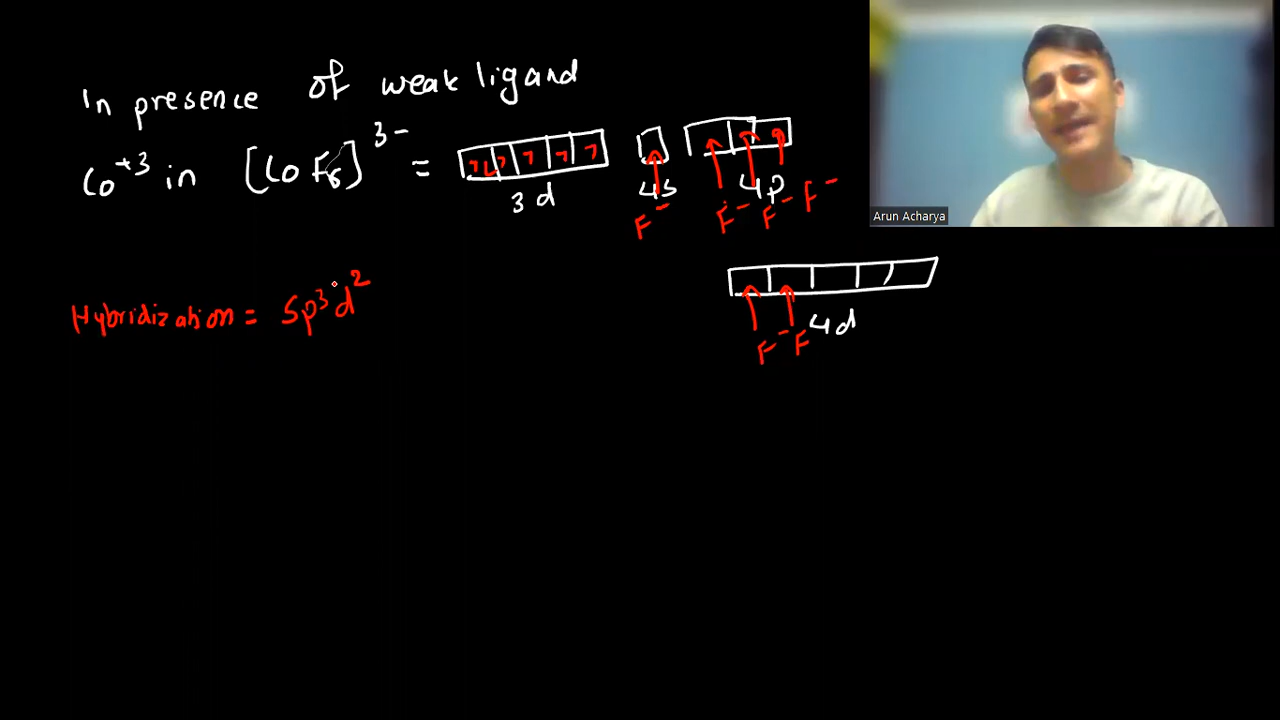 In presence of weak ligand
Co+3 in [CoF6]3- =
3d
4s
4p
F-
F- F- F-
Arun Acharya
Hybridization = Sp3d2
4d
F- F